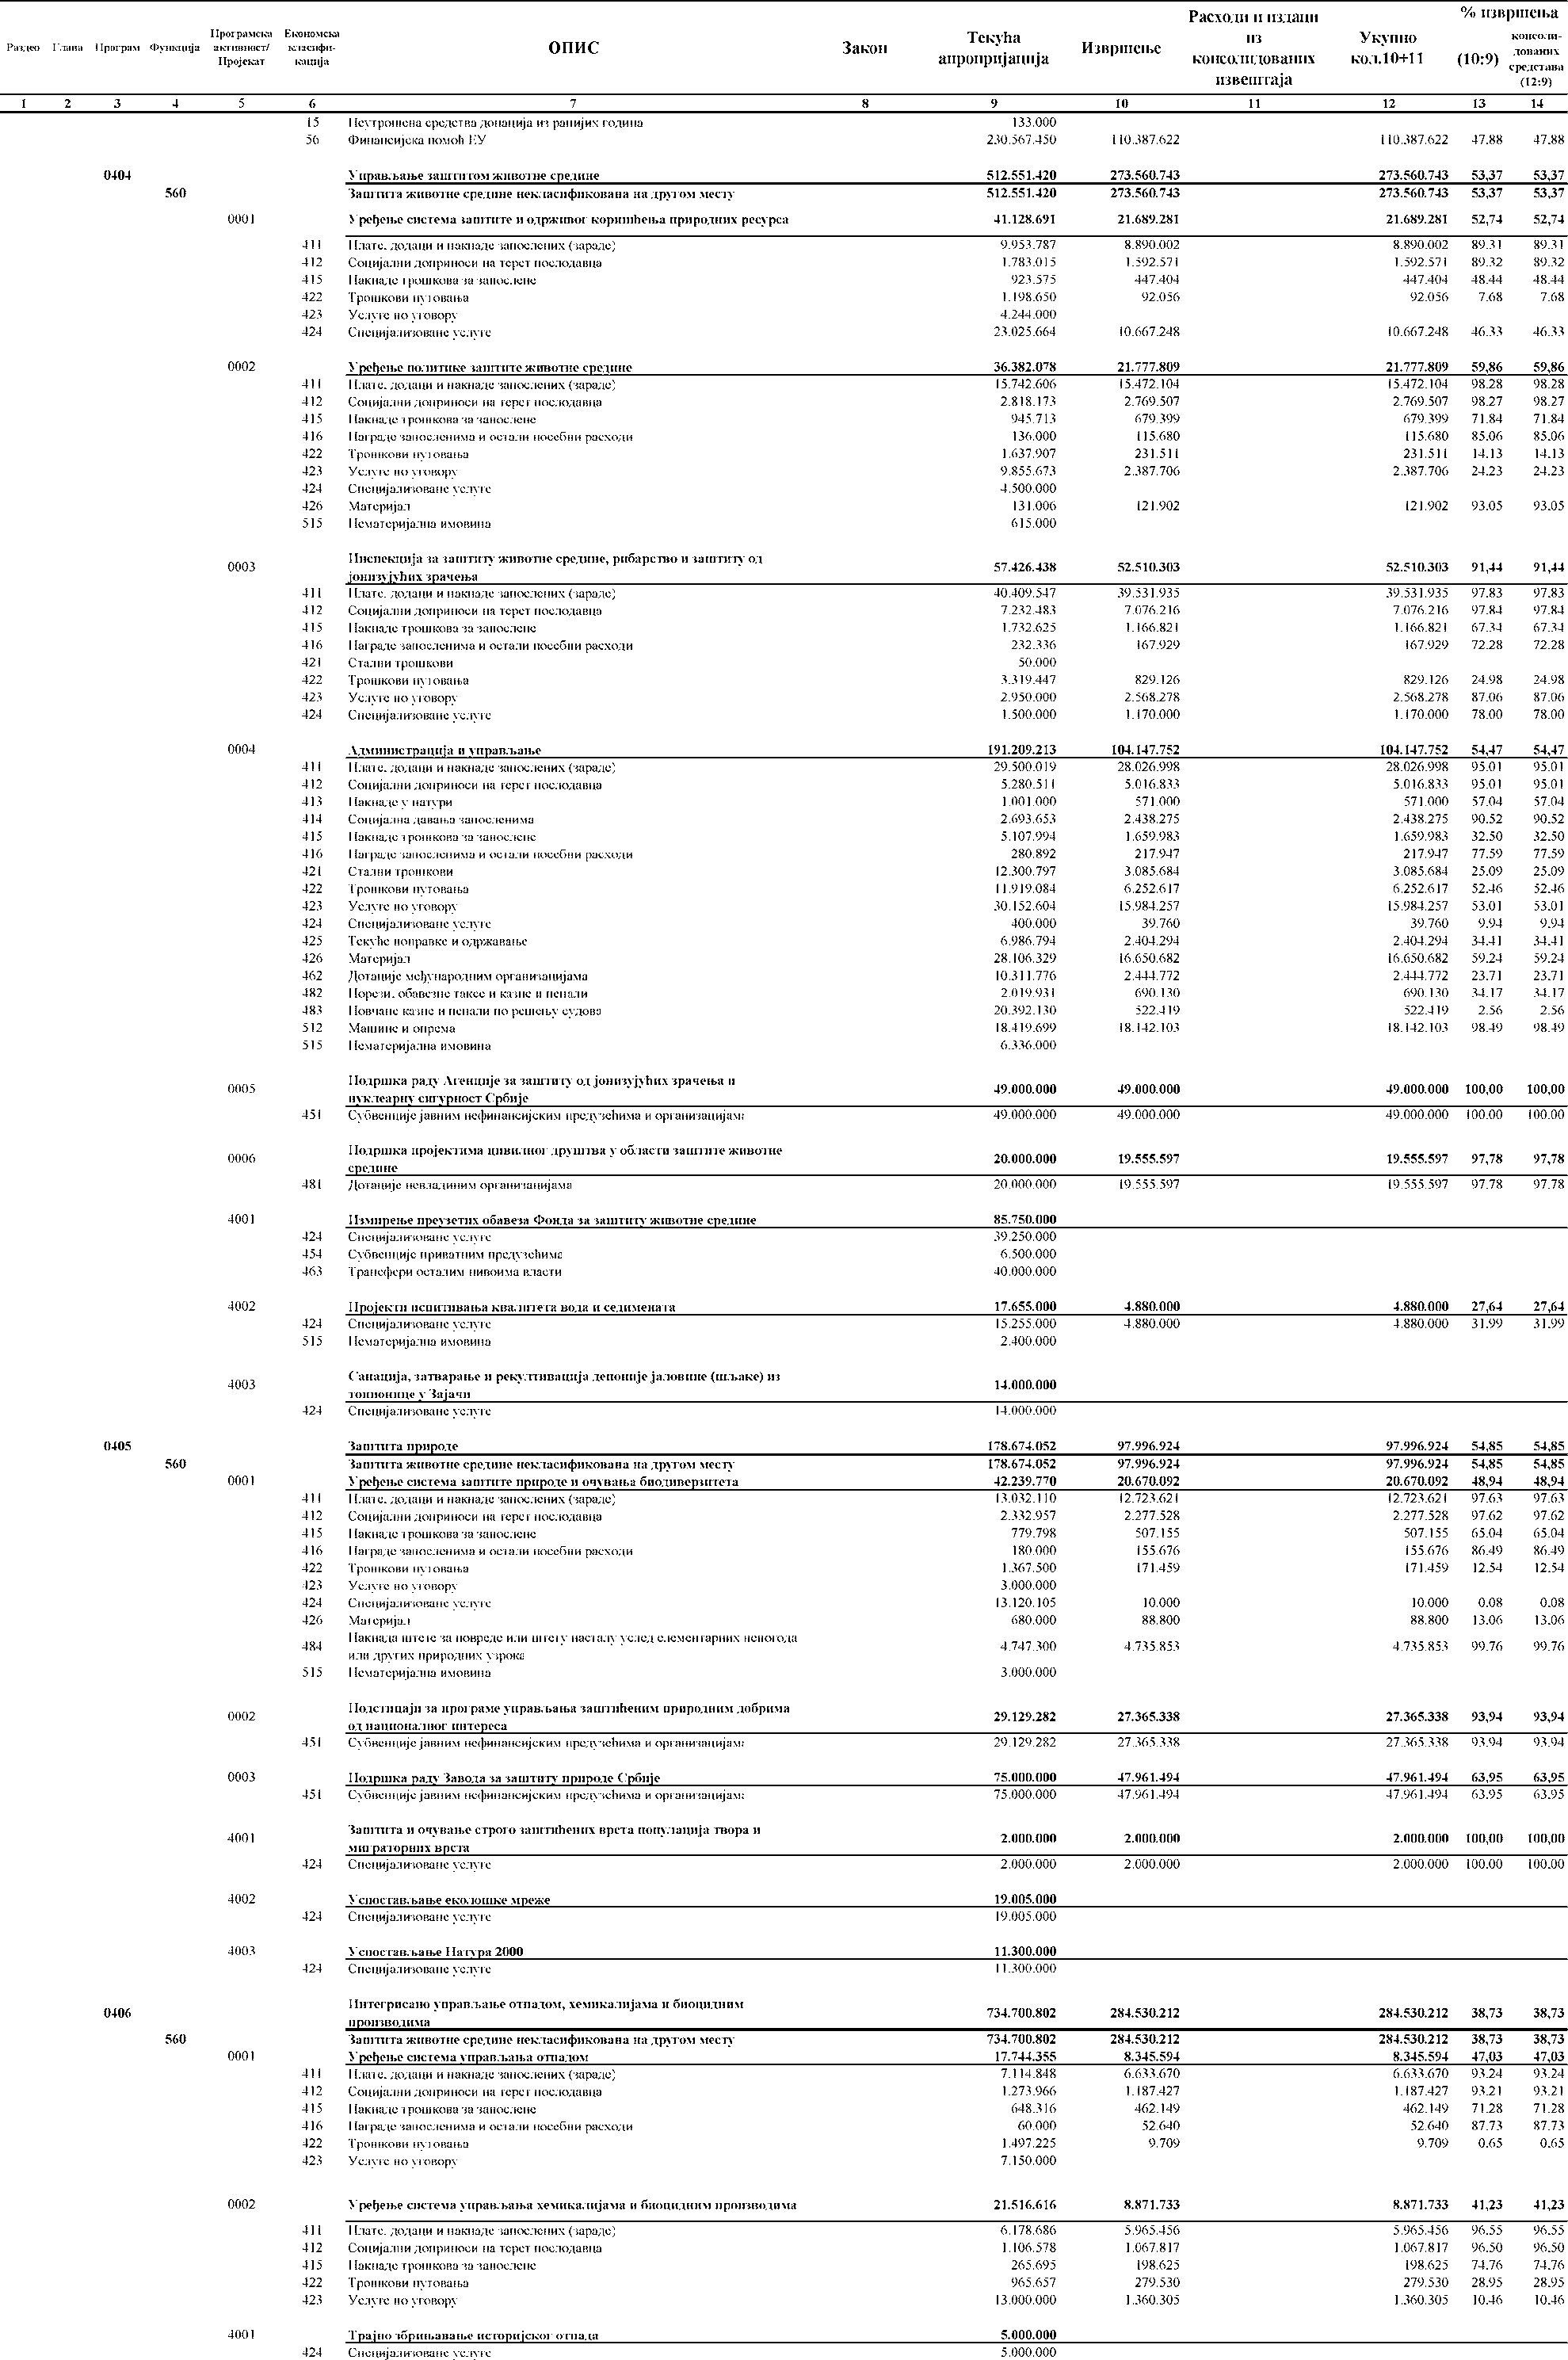 Раздео Глава Програм Функција Програмска активност/ Пројекат Економска класифи- кација ОПИС Закон Текућа апропријација Извршење Расходи и издаци из консолидованих извештаја Укупно кол.10+11 % извршења (10:9) консоли- дованих средстава (12:9)
1 2 3 4 5 6 7 8 9 10 11 12 13 14
15 Неутрошена средства донација из ранијих година 133.000
56 Финансијска помоћ ЕУ 230.567.450 110.387.622 110.387.622 47,88 47,88
0404 Управљање заштитом животне средине 512.551.420 273.560.743 273.560.743 53,37 53,37
560 Заштита животне средине некласификована на другом месту 512.551.420 273.560.743 273.560.743 53,37 53,37
0001 Уређење система заштите и одрживог коришћења природних ресурса 41.128.691 21.689.281 21.689.281 52,74 52,74
411 Плате, додаци и накнаде запослених (зараде) 9.953.787 8.890.002 8.890.002 89,31 89,31
412 Социјални доприноси на терет послодавца 1.783.015 1.592.571 1.592.571 89,32 89,32
415 Накнаде трошкова за запослене 923.575 447.404 447.404 48,44 48,44
422 Трошкови путовања 1.198.650 92.056 92.056 7,68 7,68
423 Услуге по уговору 4.244.000
424 Специјализоване услуге 23.025.664 10.667.248 10.667.248 46,33 46,33
0002 Уређење политике заштите животне средине 36.382.078 21.777.809 21.777.809 59,86 59,86
411 Плате, додаци и накнаде запослених (зараде) 15.742.606 15.472.104 15.472.104 98,28 98,28
412 Социјални доприноси на терет послодавца 2.818.173 2.769.507 2.769.507 98,27 98,27
415 Накнаде трошкова за запослене 945.713 679.399 679.399 71,84 71,84
416 Награде запосленима и остали посебни расходи 136.000 115.680 115.680 85,06 85,06
422 Трошкови путовања 1.637.907 231.511 231.511 14,13 14,13
423 Услуге по уговору 9.855.673 2.387.706 2.387.706 24,23 24,23
424 Специјализоване услуге 4.500.000
426 Материјал 131.006 121.902 121.902 93,05 93,05
515 Нематеријална имовина 615.000
0003 Инспекција за заштиту животне средине, рибарство и заштиту од јонизујућих зрачења 57.426.438 52.510.303 52.510.303 91,44 91,44
411 Плате, додаци и накнаде запослених (зараде) 40.409.547 39.531.935 39.531.935 97,83 97,83
412 Социјални доприноси на терет послодавца 7.232.483 7.076.216 7.076.216 97,84 97,84
415 Накнаде трошкова за запослене 1.732.625 1.166.821 1.166.821 67,34 67,34
416 Награде запосленима и остали посебни расходи 232.336 167.929 167.929 72,28 72,28
421 Стални трошкови 50.000
422 Трошкови путовања 3.319.447 829.126 829.126 24,98 24,98
423 Услуге по уговору 2.950.000 2.568.278 2.568.278 87,06 87,06
424 Специјализоване услуге 1.500.000 1.170.000 1.170.000 78,00 78,00
0004 Администрација и управљање 191.209.213 104.147.752 104.147.752 54,47 54,47
411 Плате, додаци и накнаде запослених (зараде) 29.500.019 28.026.998 28.026.998 95,01 95,01
412 Социјални доприноси на терет послодавца 5.280.511 5.016.833 5.016.833 95,01 95,01
413 Накнаде у натури 1.001.000 571.000 571.000 57,04 57,04
414 Социјална давања запосленима 2.693.653 2.438.275 2.438.275 90,52 90,52
415 Накнаде трошкова за запослене 5.107.994 1.659.983 1.659.983 32,50 32,50
416 Награде запосленима и остали посебни расходи 280.892 217.947 217.947 77,59 77,59
421 Стални трошкови 12.300.797 3.085.684 3.085.684 25,09 25,09
422 Трошкови путовања 11.919.084 6.252.617 6.252.617 52,46 52,46
423 Услуге по уговору 30.152.604 15.984.257 15.984.257 53,01 53,01
424 Специјализоване услуге 400.000 39.760 39.760 9,94 9,94
425 Текуће поправке и одржавање 6.986.794 2.404.294 2.404.294 34,41 34,41
426 Материјал 28.106.329 16.650.682 16.650.682 59,24 59,24
462 Дотације међународним организацијама 10.311.776 2.444.772 2.444.772 23,71 23,71
482 Порези, обавезне таксе и казне и пенали 2.019.931 690.130 690.130 34,17 34,17
483 Новчане казне и пенали по решењу судова 20.392.130 522.419 522.419 2,56 2,56
512 Машине и опрема 18.419.699 18.142.103 18.142.103 98,49 98,49
515 Нематеријална имовина 6.336.000
0005 Подршка раду Агенције за заштиту од јонизујућих зрачења и нуклеарну сигурност Србије 49.000.000 49.000.000 49.000.000 100,00 100,00
451 Субвенције јавним нефинансијским предузећима и организацијама 49.000.000 49.000.000 49.000.000 100,00 100,00
0006 Подршка пројектима цивилног друштва у области заштите животне средине 20.000.000 19.555.597 19.555.597 97,78 97,78
481 Дотације невладиним организацијама 20.000.000 19.555.597 19.555.597 97,78 97,78
4001 Измирење преузетих обавеза Фонда за заштиту животне средине 85.750.000
424 Специјализоване услуге 39.250.000
454 Субвенције приватним предузећима 6.500.000
463 Трансфери осталим нивоима власти 40.000.000
4002 Пројекти испитивања квалитета вода и седимената 17.655.000 4.880.000 4.880.000 27,64 27,64
424 Специјализоване услуге 15.255.000 4.880.000 4.880.000 31,99 31,99
515 Нематеријална имовина 2.400.000
4003 Санација, затварање и рекултивација депоније јаловине (шљаке) из топионице у Зајачи 14.000.000
424 Специјализоване услуге 14.000.000
0405 Заштита природе 178.674.052 97.996.924 97.996.924 54,85 54,85
560 Заштита животне средине некласификована на другом месту 178.674.052 97.996.924 97.996.924 54,85 54,85
0001 Уређење система заштите природе и очувања биодиверзитета 42.239.770 20.670.092 20.670.092 48,94 48,94
411 Плате, додаци и накнаде запослених (зараде) 13.032.110 12.723.621 12.723.621 97,63 97,63
412 Социјални доприноси на терет послодавца 2.332.957 2.277.528 2.277.528 97,62 97,62
415 Накнаде трошкова за запослене 779.798 507.155 507.155 65,04 65,04
416 Награде запосленима и остали посебни расходи 180.000 155.676 155.676 86,49 86,49
422 Трошкови путовања 1.367.500 171.459 171.459 12,54 12,54
423 Услуге по уговору 3.000.000
424 Специјализоване услуге 13.120.105 10.000 10.000 0,08 0,08
426 Материјал 680.000 88.800 88.800 13,06 13,06
484 Накнада штете за повреде или штету насталу услед елементарних непогода или других природних узрока 4.747.300 4.735.853 4.735.853 99,76 99,76
515 Нематеријална имовина 3.000.000
0002 Подстицаји за програме управљања заштићеним природним добрима од националног интереса 29.129.282 27.365.338 27.365.338 93,94 93,94
451 Субвенције јавним нефинансијским предузећима и организацијама 29.129.282 27.365.338 27.365.338 93,94 93,94
0003 Подршка раду Завода за заштиту природе Србије 75.000.000 47.961.494 47.961.494 63,95 63,95
451 Субвенције јавним нефинансијским предузећима и организацијама 75.000.000 47.961.494 47.961.494 63,95 63,95
4001 Заштита и очување строго заштићених врста популација твора и миграторних врста 2.000.000 2.000.000 2.000.000 100,00 100,00
424 Специјализоване услуге 2.000.000 2.000.000 2.000.000 100,00 100,00
4002 Успостављање еколошке мреже 19.005.000
424 Специјализоване услуге 19.005.000
4003 Успостављање Натура 2000 11.300.000
424 Специјализоване услуге 11.300.000
0406 Интегрисано управљање отпадом, хемикалијама и биоцидним производима 734.700.802 284.530.212 284.530.212 38,73 38,73
560 Заштита животне средине некласификована на другом месту 734.700.802 284.530.212 284.530.212 38,73 38,73
0001 Уређење система управљања отпадом 17.744.355 8.345.594 8.345.594 47,03 47,03
411 Плате, додаци и накнаде запослених (зараде) 7.114.848 6.633.670 6.633.670 93,24 93,24
412 Социјални доприноси на терет послодавца 1.273.966 1.187.427 1.187.427 93,21 93,21
415 Накнаде трошкова за запослене 648.316 462.149 462.149 71,28 71,28
416 Награде запосленима и остали посебни расходи 60.000 52.640 52.640 87,73 87,73
422 Трошкови путовања 1.497.225 9.709 9.709 0,65 0,65
423 Услуге по уговору 7.150.000
0002 Уређење система управљања хемикалијама и биоцидним производима 21.516.616 8.871.733 8.871.733 41,23 41,23
411 Плате, додаци и накнаде запослених (зараде) 6.178.686 5.965.456 5.965.456 96,55 96,55
412 Социјални доприноси на терет послодавца 1.106.578 1.067.817 1.067.817 96,50 96,50
415 Накнаде трошкова за запослене 265.695 198.625 198.625 74,76 74,76
422 Трошкови путовања 965.657 279.530 279.530 28,95 28,95
423 Услуге по уговору 13.000.000 1.360.305 1.360.305 10,46 10,46
4001 Трајно збрињавање историјског отпада 5.000.000
424 Специјализоване услуге 5.000.000